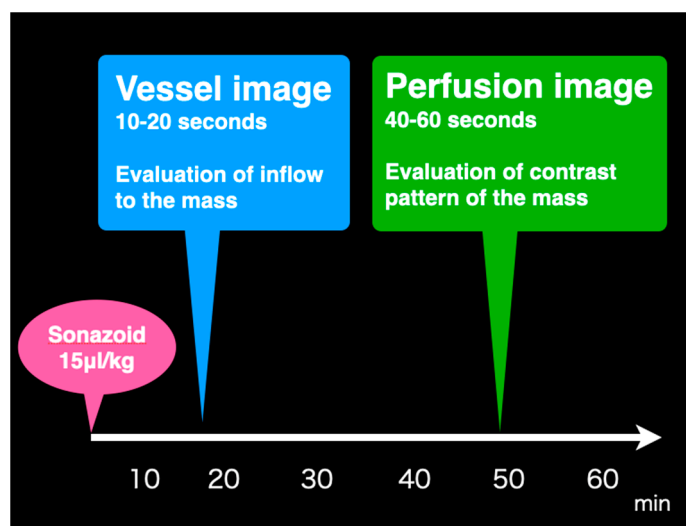 Vessel image
10-20 seconds
Evaluation of inflow
to the mass
Perfusion image
40-60 seconds
Evaluation of contrast
pattern of the mass
Sonazoid
15μl/kg
10 20 30 40 50 60
min